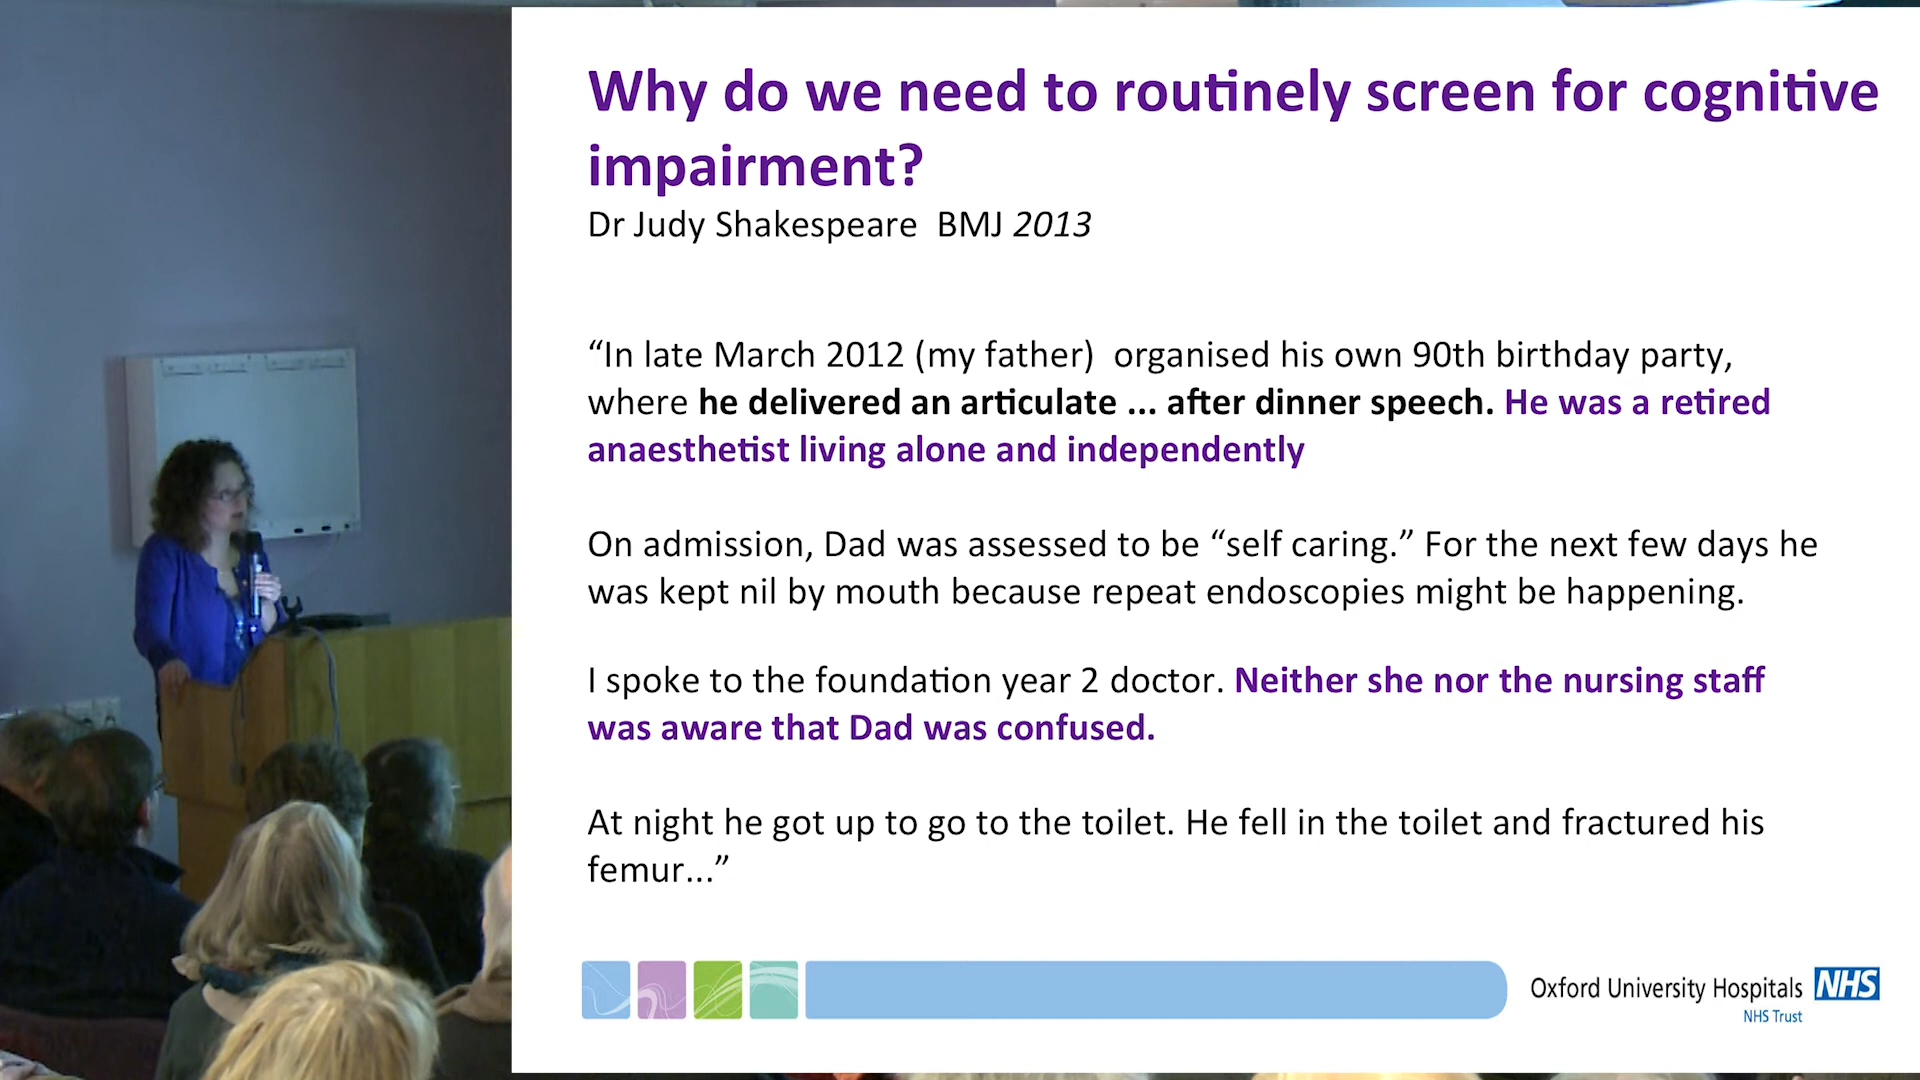 Why do we need to routinely screen for cognitive
impairment?
Dr Judy Shakespeare BMJ 2013
“In late March 2012 (my father) organised his own 90th birthday party,
where he delivered an articulate ... after dinner speech. He was a retired
anaesthetist living alone and independently
On admission, Dad was assessed to be “self caring.” For the next few days he
was kept nil by mouth because repeat endoscopies might be happening.
I spoke to the foundation year 2 doctor. Neither she nor the nursing staff
was aware that Dad was confused.
At night he got up to go to the toilet. He fell in the toilet and fractured his
femur...”
Oxford University Hospitals NHS
NHS Trust